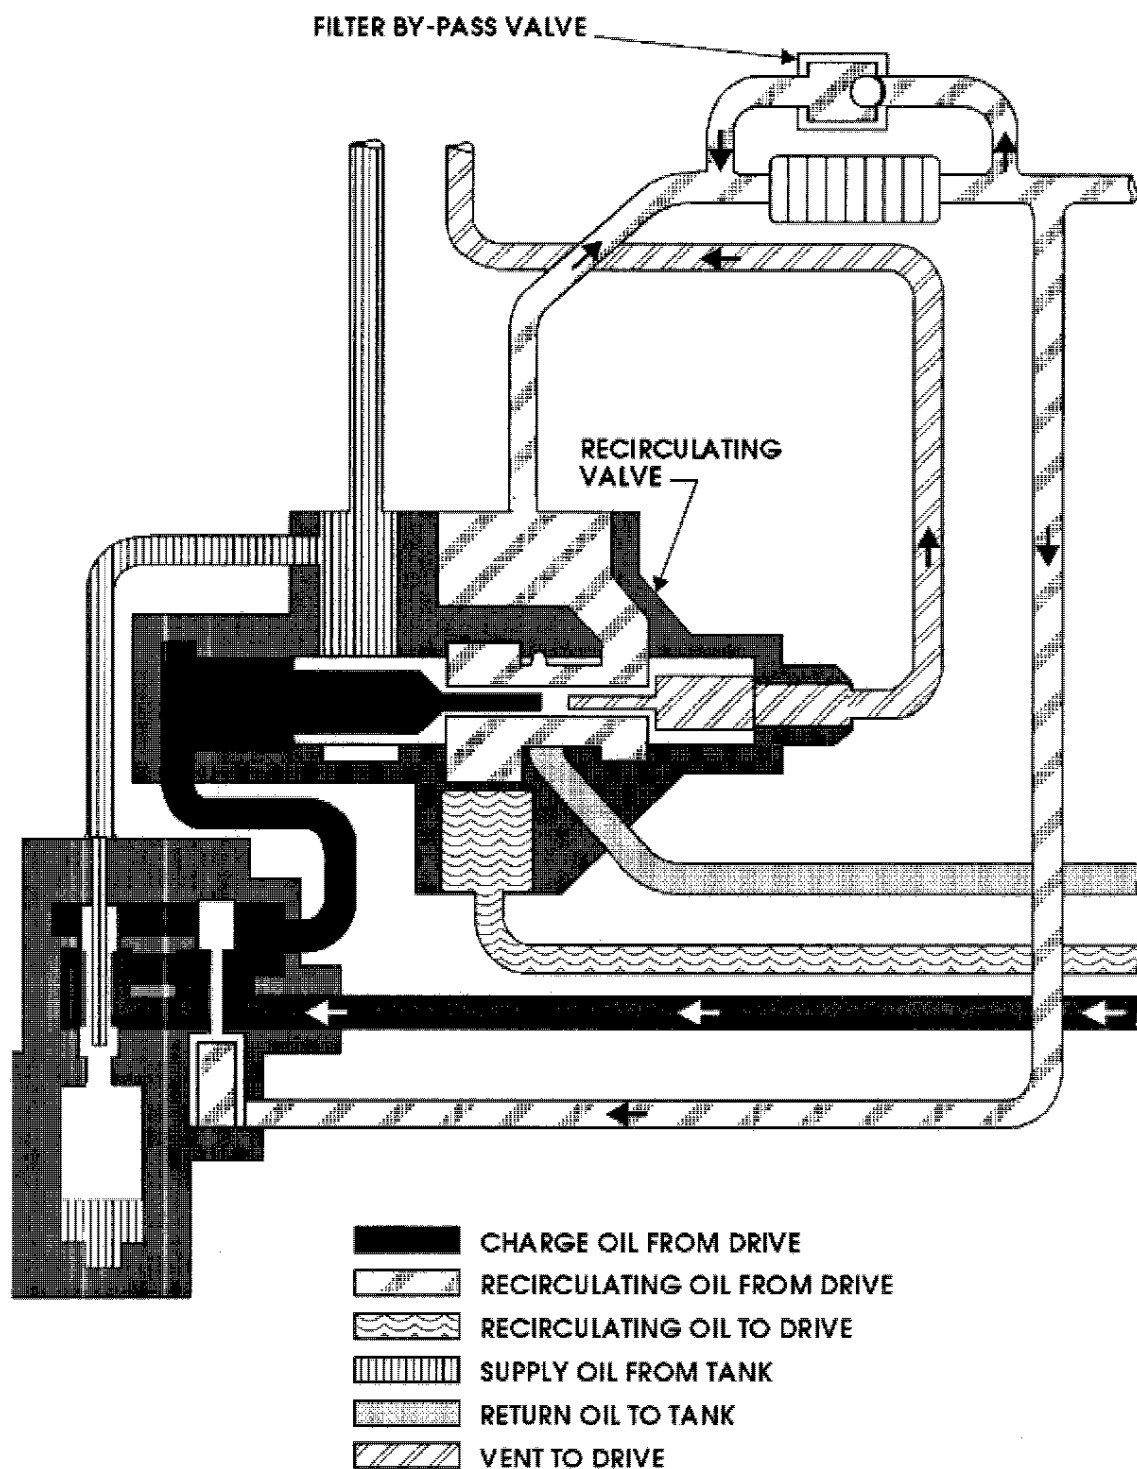 FILTER BY-PASS VALVE
RECIRCULATING
VALVE
CHARGE OIL FROM DRIVE
RECIRCULATING OIL FROM DRIVE
RECIRCULATING OIL TO DRIVE
SUPPLY OIL FROM TANK
RETURN OIL TO TANK
VENT TO DRIVE